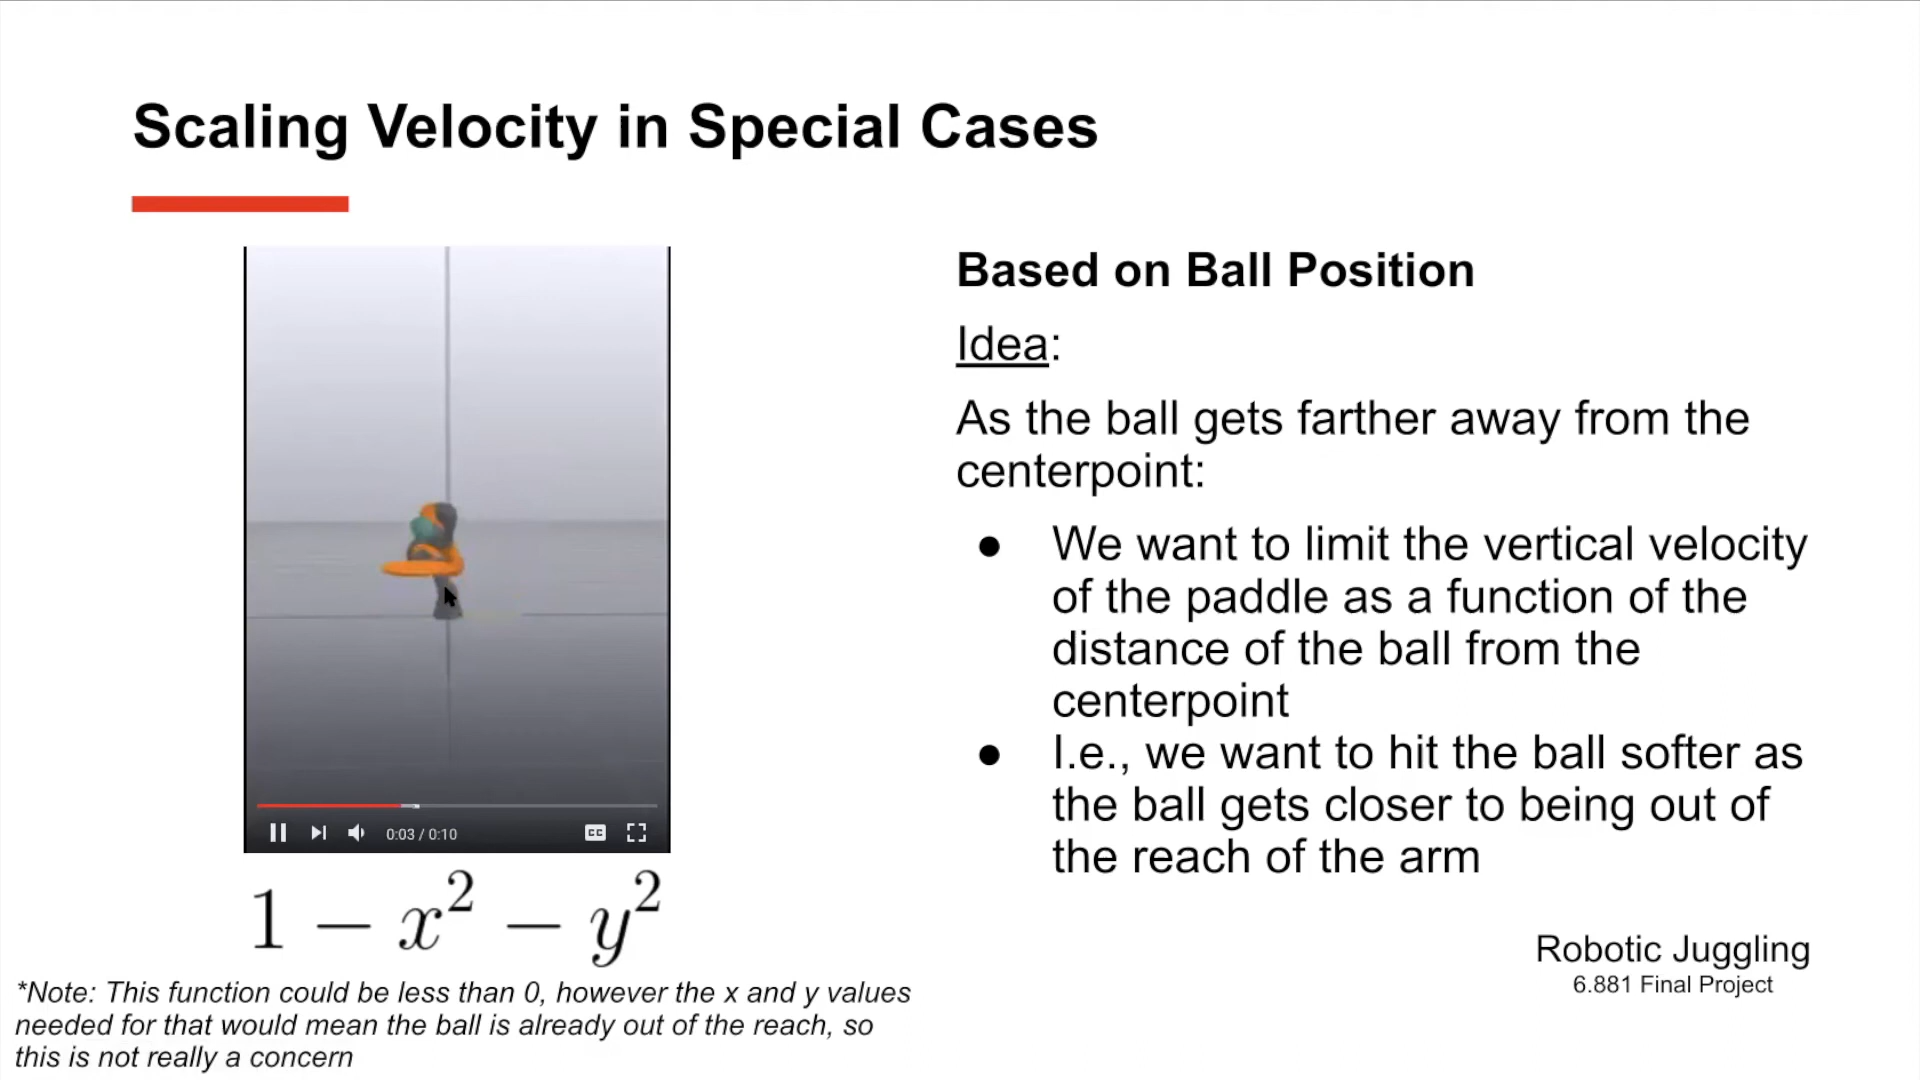 Scaling Velocity in Special Cases
0:03 / 0:10
CC
1 − x² − y²
*Note: This function could be less than 0, however the x and y values
needed for that would mean the ball is already out of the reach, so
this is not really a concern
Based on Ball Position
Idea:
As the ball gets farther away from the
centerpoint:
● We want to limit the vertical velocity
of the paddle as a function of the
distance of the ball from the
centerpoint
● I.e., we want to hit the ball softer as
the ball gets closer to being out of
the reach of the arm
Robotic Juggling
6.881 Final Project